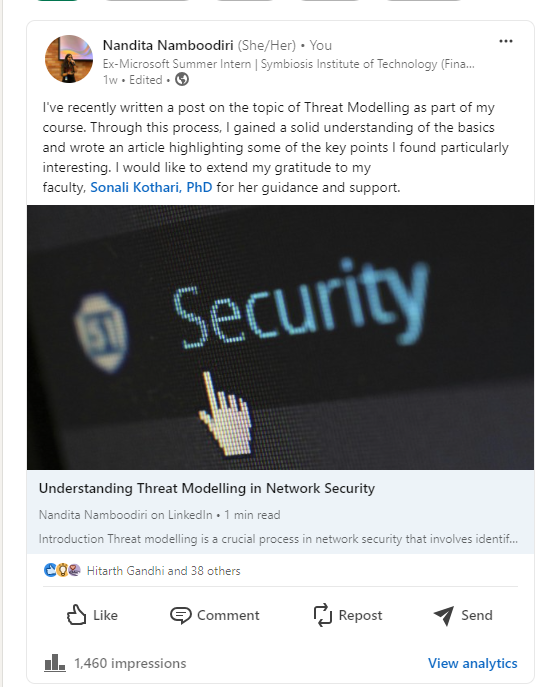 Nandita Namboodiri (She/Her) • You
Ex-Microsoft Summer Intern | Symbiosis Institute of Technology (Fina...
1w • Edited •
I've recently written a post on the topic of Threat Modelling as part of my
course. Through this process, I gained a solid understanding of the basics
and wrote an article highlighting some of the key points I found particularly
interesting. I would like to extend my gratitude to my
faculty, Sonali Kothari, PhD for her guidance and support.
Security
Understanding Threat Modelling in Network Security
Nandita Namboodiri on LinkedIn • 1 min read
Introduction Threat modelling is a crucial process in network security that involves identif...
Hitarth Gandhi and 38 others
Like Comment Repost Send
1,460 impressions View analytics